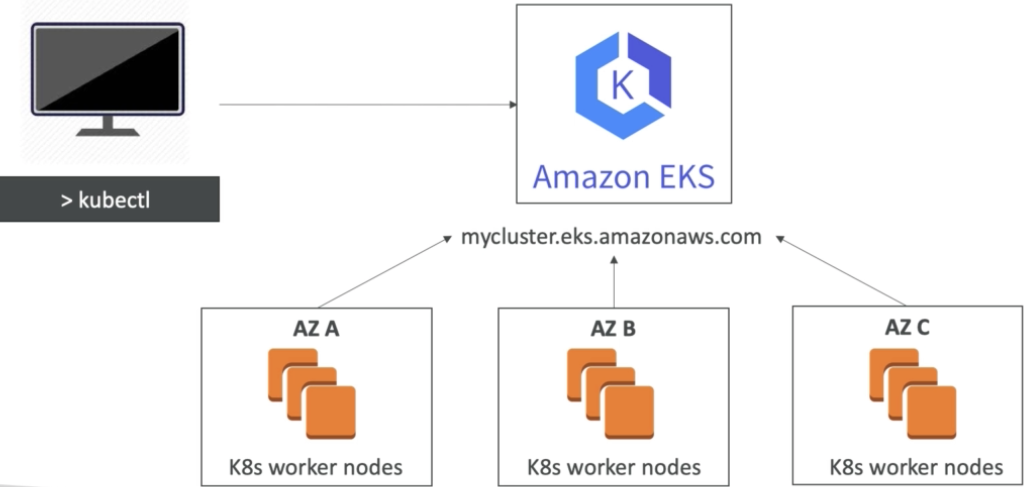 K
Amazon EKS
> kubectl
mycluster.eks.amazonaws.com
AZ A
AZ B
AZ C
K8s worker nodes
K8s worker nodes
K8s worker nodes